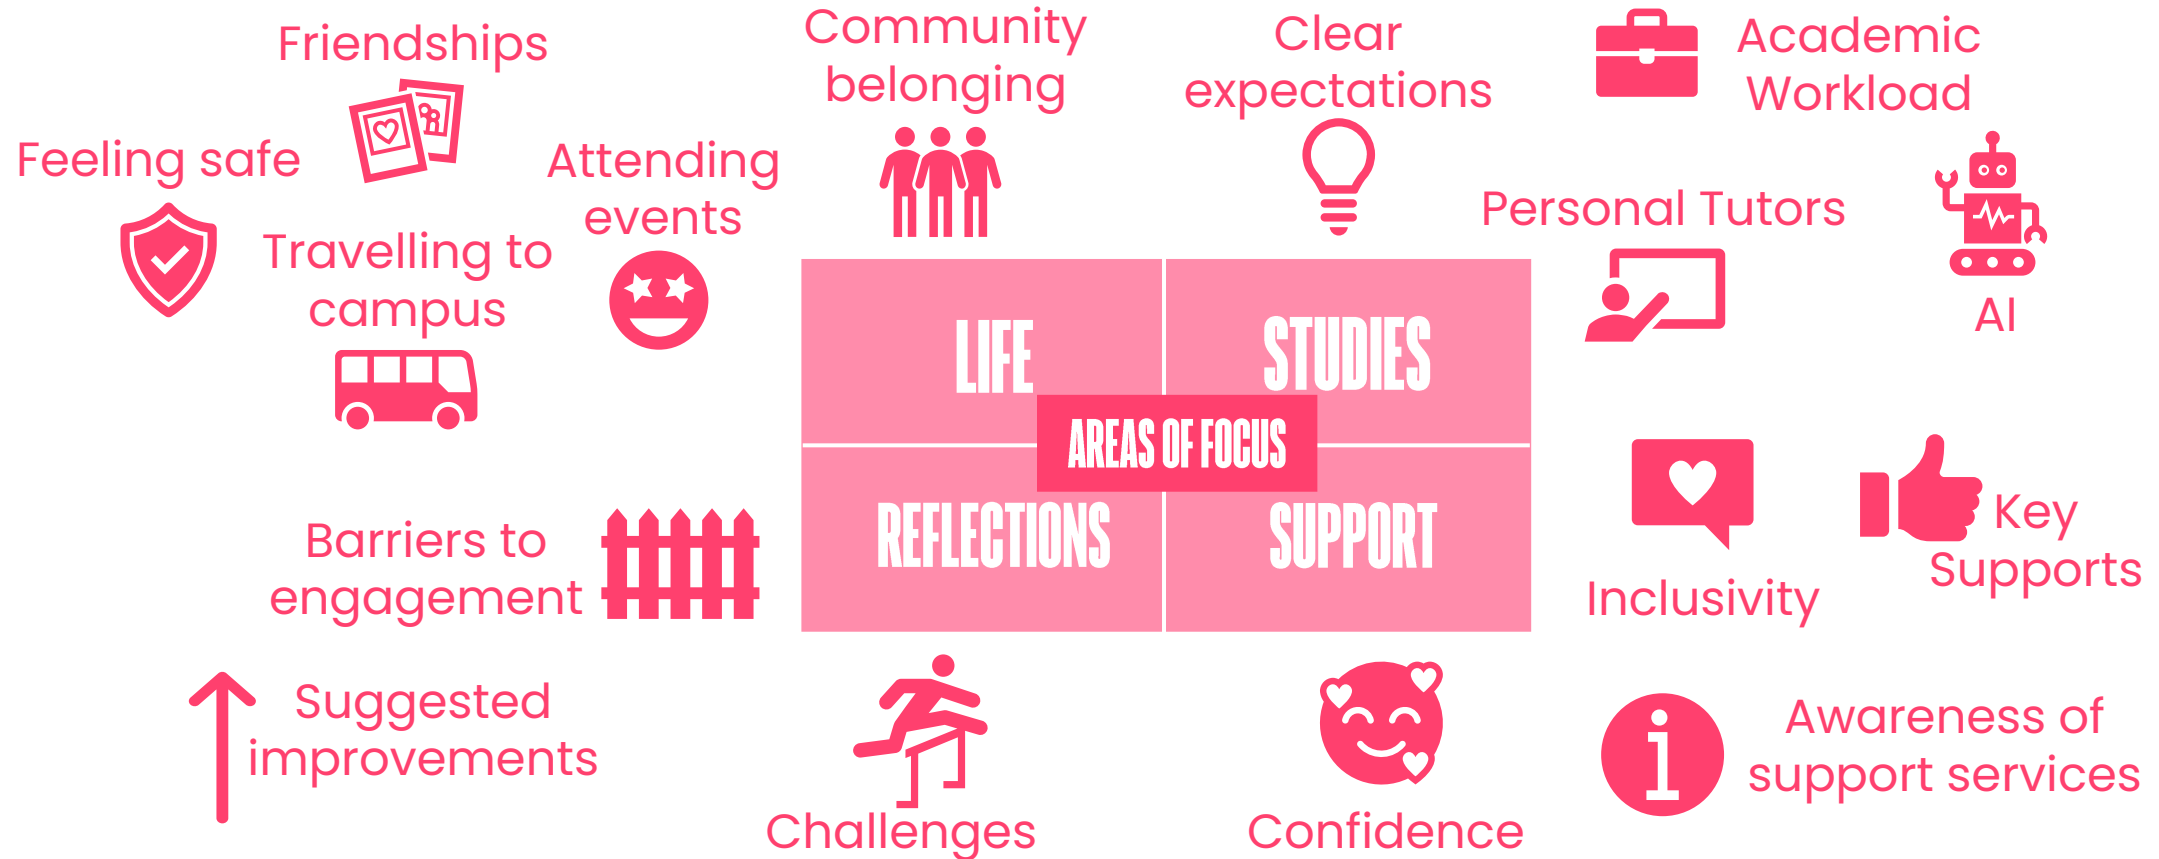 Friendships
Feeling safe
Travelling to
campus
Attending
events
Community
belonging
Clear
expectations
Academic
Workload
Personal Tutors
AI
LIFE
STUDIES
AREAS OF FOCUS
REFLECTIONS
SUPPORT
Barriers to
engagement
Suggested
improvements
Challenges
Confidence
Inclusivity
Key
Supports
Awareness of
support services